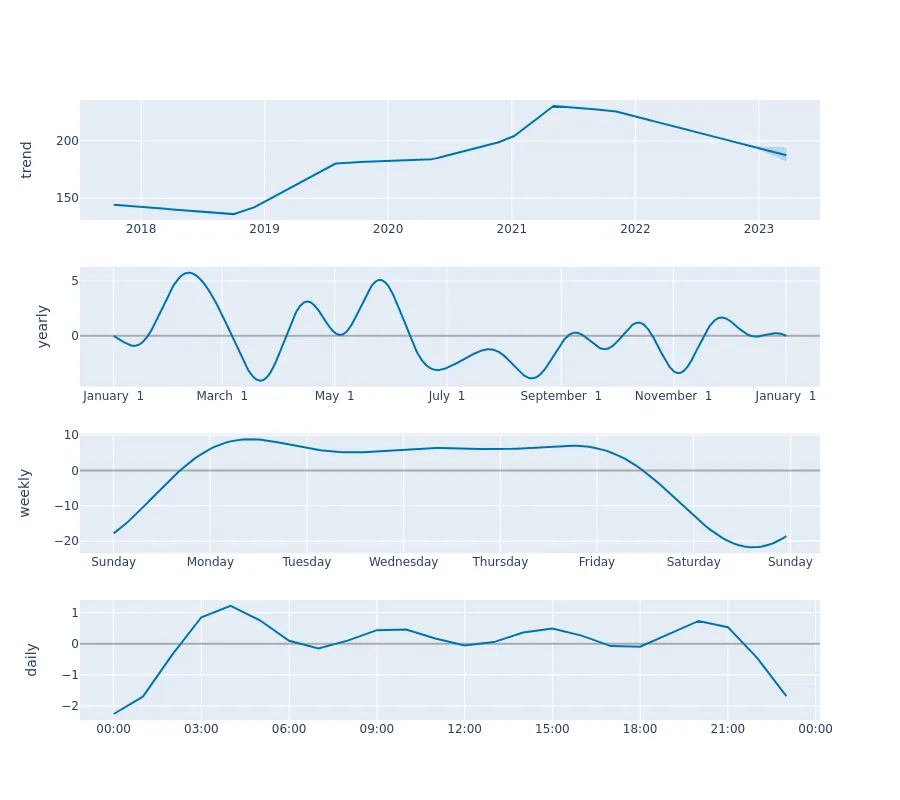 trend
200
150
2018 2019 2020 2021 2022 2023
yearly
5
0
January 1 March 1 May 1 July 1 September 1 November 1 January 1
weekly
10
0
−10
−20
Sunday Monday Tuesday Wednesday Thursday Friday Saturday Sunday
daily
1
0
−1
−2
00:00 03:00 06:00 09:00 12:00 15:00 18:00 21:00 00:00